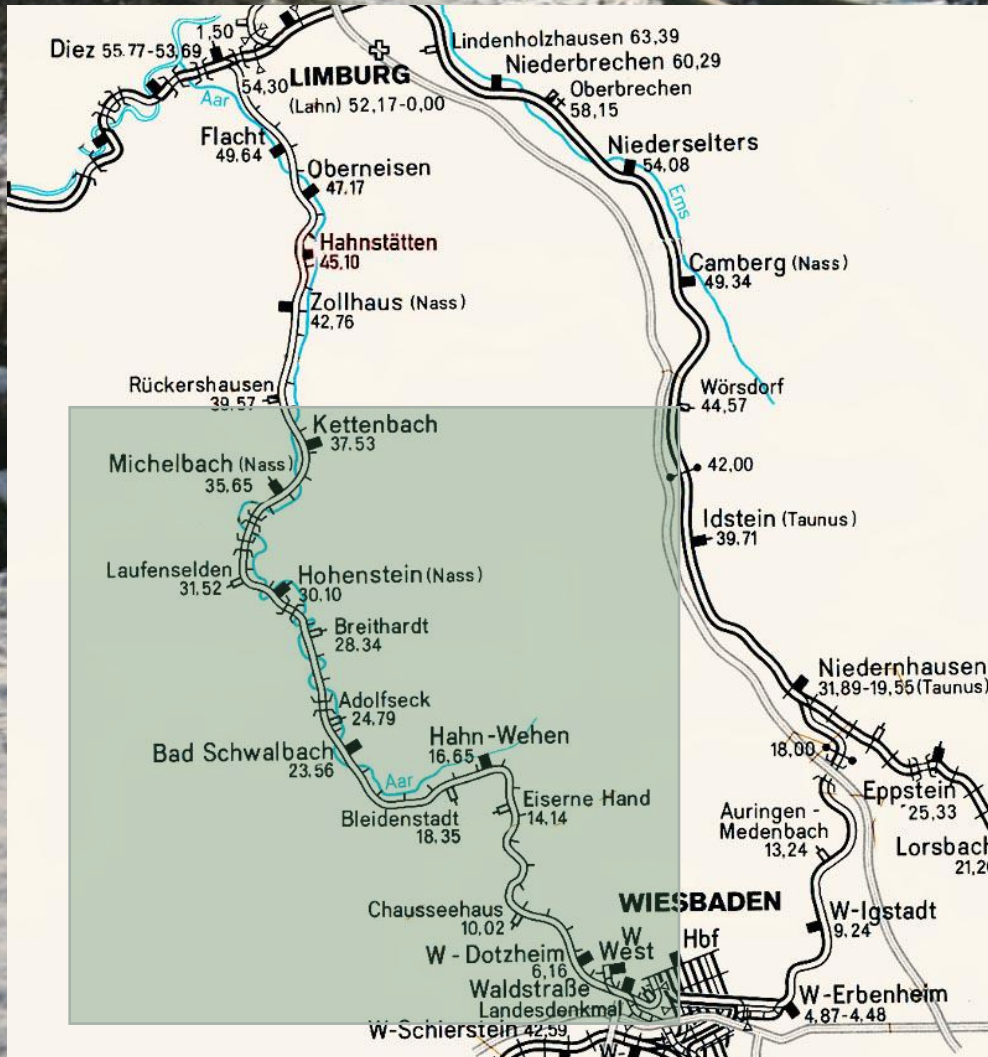 1,50
Diez 55.77-53,69
54,30
LIMBURG
(Lahn) 52,17-0,00
Aar
Lindenholzhausen 63,39
Niederbrechen 60,29
Oberbrechen
58,15
Flacht
49.64
Oberneisen
47.17
Niederselters
54.08
Ems
Hahnstätten
45,10
Camberg (Nass)
49.34
Zollhaus (Nass)
42,76
Rückershausen
39.57
Wörsdorf
44,57
Kettenbach
37.53
Michelbach (Nass)
35,65
42,00
Idstein (Taunus)
39.71
Laufenselden
31.52
Hohenstein (Nass)
30.10
Breithardt
28.34
Niedernhausen
31,89-19,55 (Taunus)
Adolfseck
24.79
Hahn-Wehen
16,65
Bad Schwalbach
23.56
18,00
Aar
Eiserne Hand
14,14
Bleidenstadt
18.35
Eppstein
25,33
Auringen-
Medenbach
13,24
Lorsbach
WIESBADEN
Chausseehaus
10,02
W-Igstadt
9.24
W-Dotzheim
6,16
W
West
Hbf
Waldstraße
Landesdenkmal
W-Erbenheim
4,87-4,48
W-Schierstein 42,59
W-